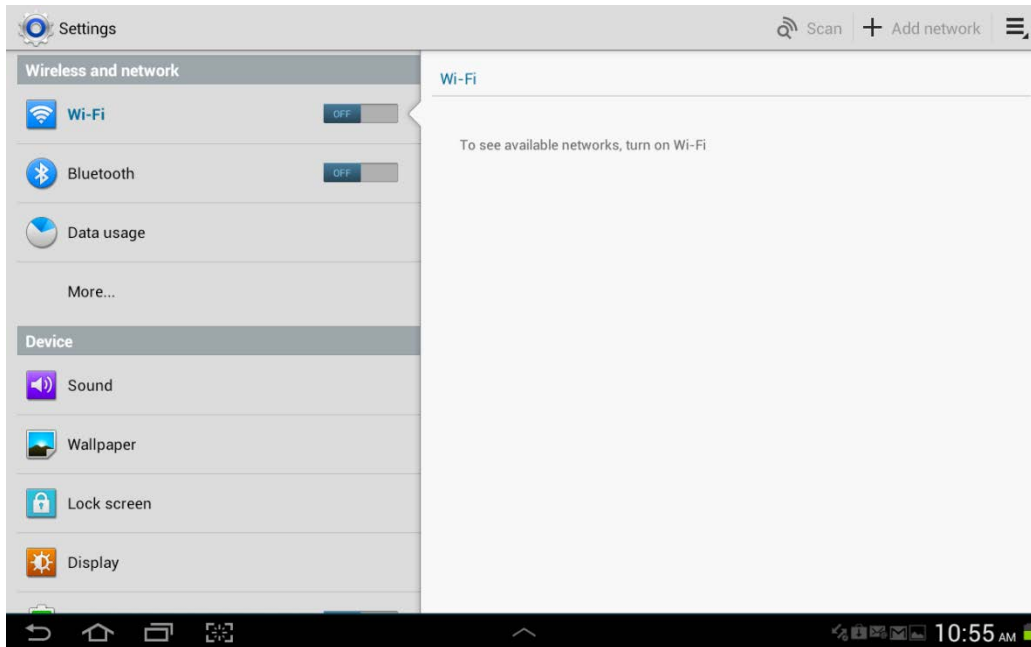 Settings
Scan
Add network
Wireless and network
Wi-Fi
OFF
Bluetooth
OFF
Data usage
More...
Device
Sound
Wallpaper
Lock screen
Display
Wi-Fi
To see available networks, turn on Wi-Fi
10:55 AM